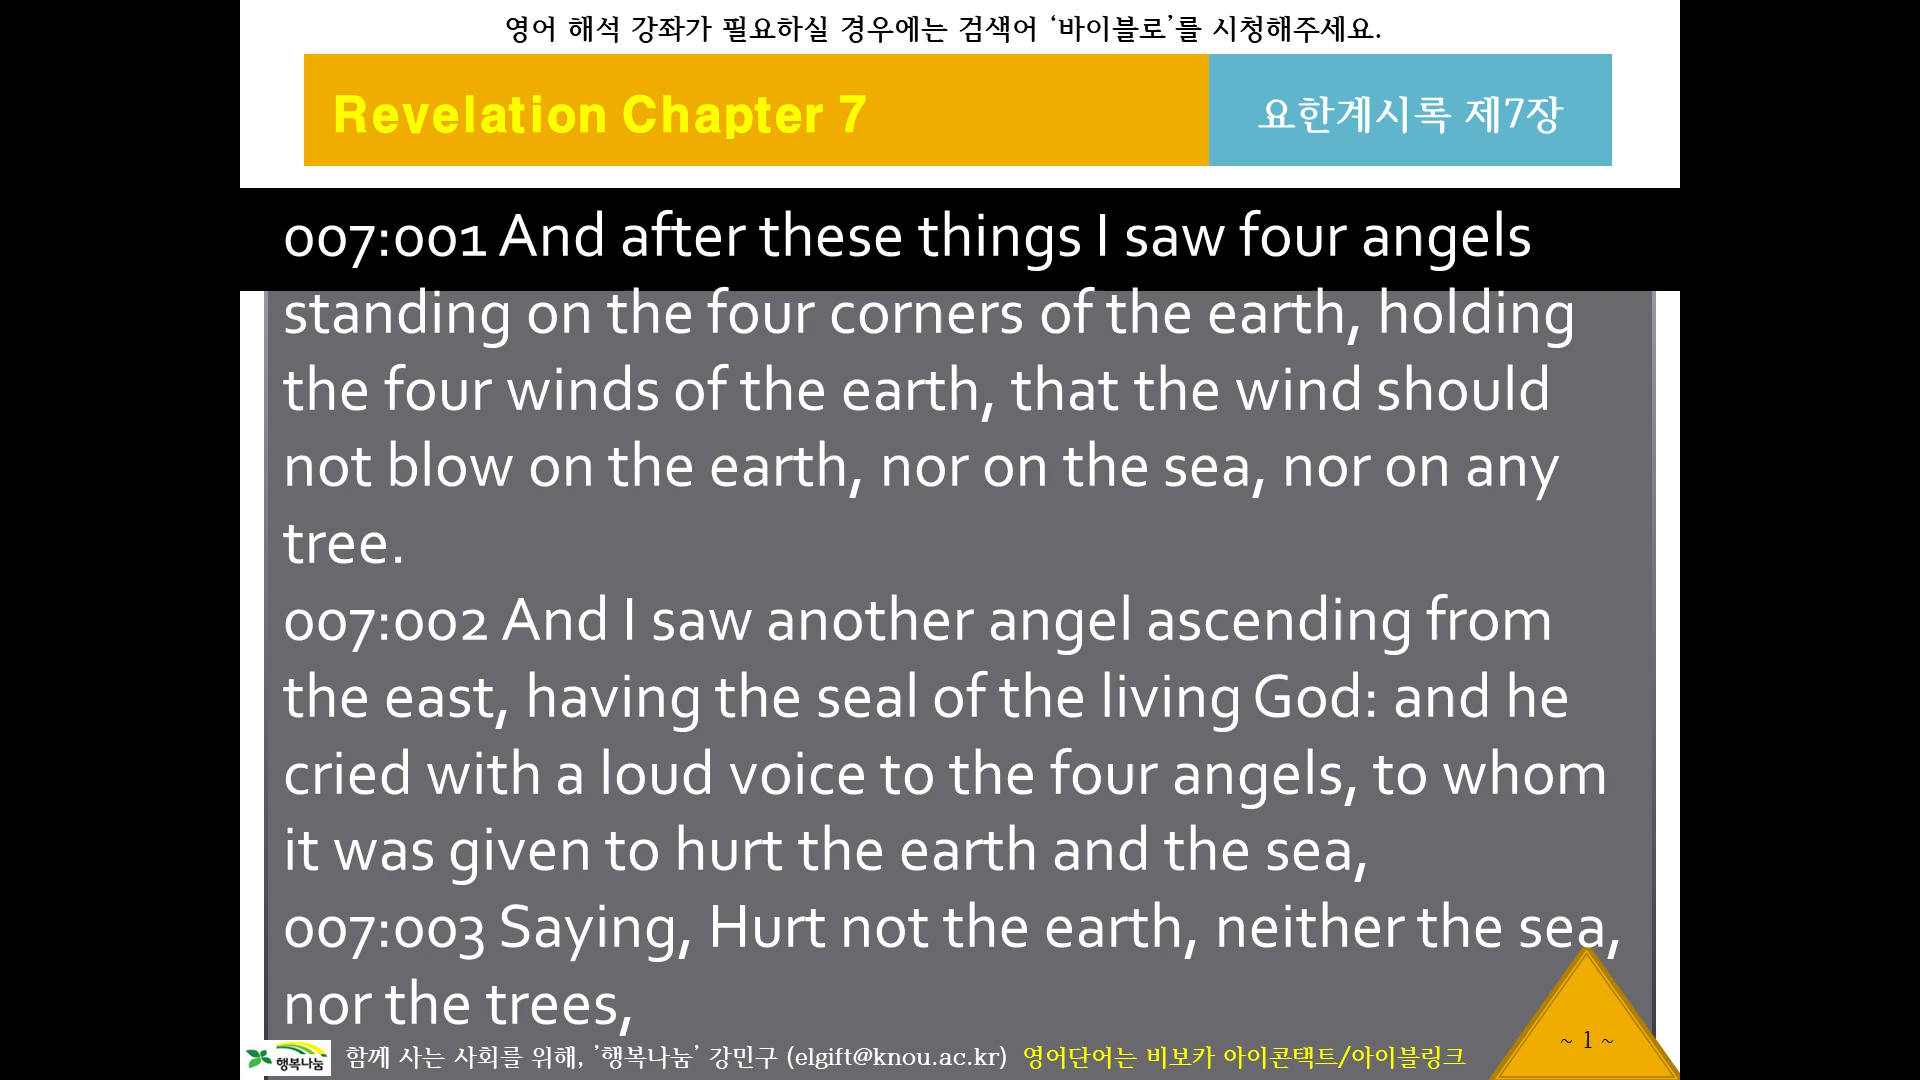 영어 해석 강좌가 필요하실 경우에는 검색어 ‘바이블로’를 시청해주세요.
Revelation Chapter 7
요한계시록 제7장
007:001 And after these things I saw four angels
standing on the four corners of the earth, holding
the four winds of the earth, that the wind should
not blow on the earth, nor on the sea, nor on any
tree.
007:002 And I saw another angel ascending from
the east, having the seal of the living God: and he
cried with a loud voice to the four angels, to whom
it was given to hurt the earth and the sea,
007:003 Saying, Hurt not the earth, neither the sea,
nor the trees,
행복나눔
함께 사는 사회를 위해, ’행복나눔’ 강민구 (elgift@knou.ac.kr) 영어단어는 비보카 아이콘택트/아이블링크
~ 1 ~